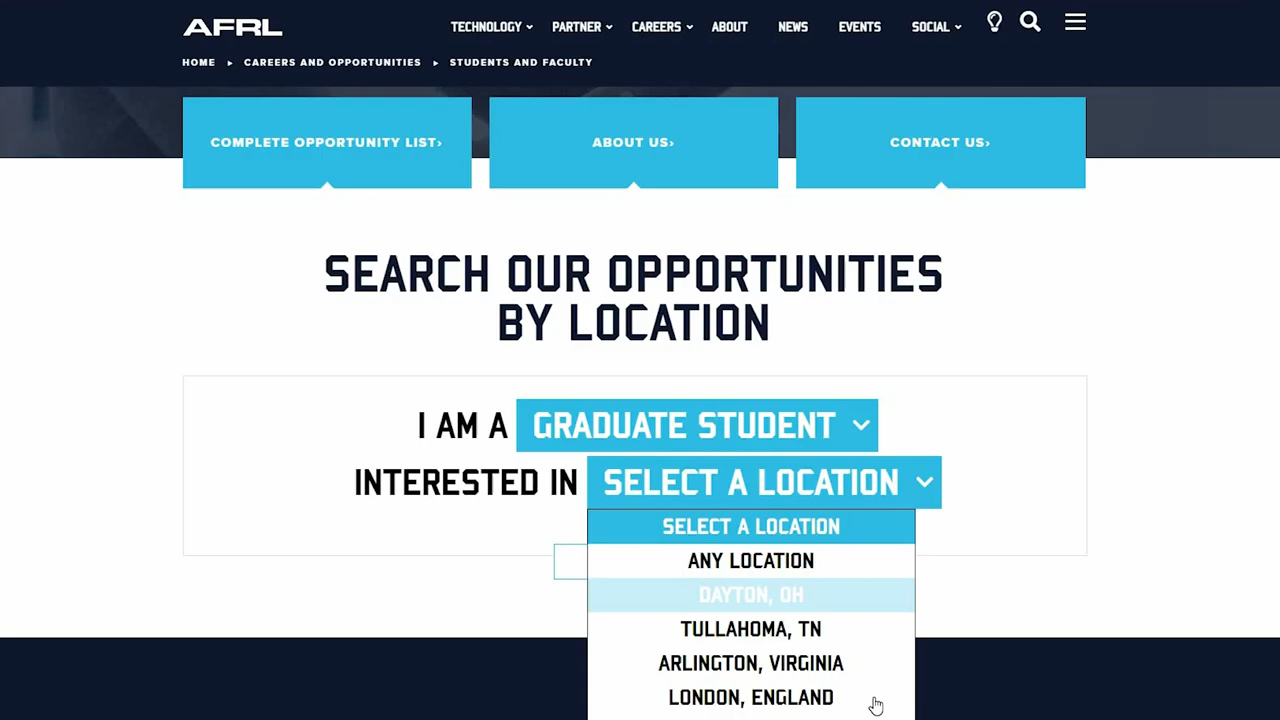 AFRL
TECHNOLOGY PARTNER CAREERS ABOUT NEWS EVENTS SOCIAL
HOME ▸ CAREERS AND OPPORTUNITIES ▸ STUDENTS AND FACULTY
COMPLETE OPPORTUNITY LIST› ABOUT US› CONTACT US›
SEARCH OUR OPPORTUNITIES
BY LOCATION
I AM A GRADUATE STUDENT
INTERESTED IN SELECT A LOCATION
SELECT A LOCATION
ANY LOCATION
DAYTON, OH
TULLAHOMA, TN
ARLINGTON, VIRGINIA
LONDON, ENGLAND